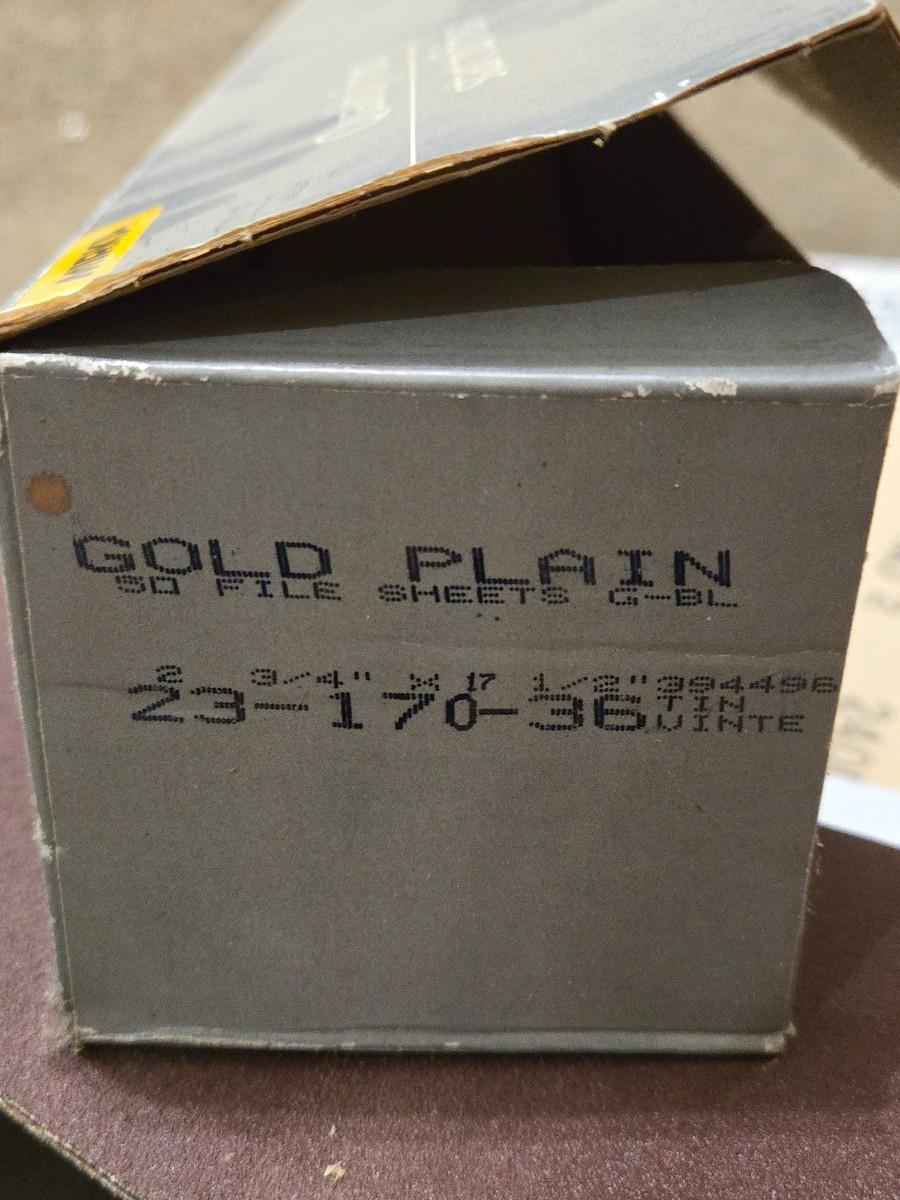 GOLD PLAIN
50 FILE SHEETS G-BL
2 3/4" X 17 1/2" 394496
23-170-36 TIN
UINTE